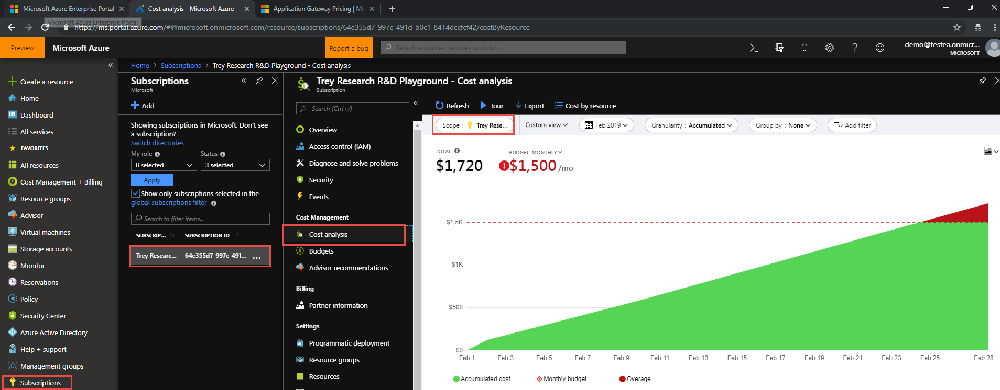 Microsoft Azure Enterprise Portal
Cost analysis - Microsoft Azure
Application Gateway Pricing | Mi
Microsoft Azure Enterprise Portal
https://ms.portal.azure.com/#@microsoft.onmicrosoft.com/resource/subscriptions/64e355d7-997c-491d-b0c1-8414dccfcf42/costByResource
Preview
Microsoft Azure
Report a bug
Search resources, services, and docs
demo@testea.onmicr...
MICROSOFT
Create a resource
Home
Dashboard
All services
FAVORITES
All resources
Cost Management + Billing
Resource groups
Advisor
Virtual machines
Storage accounts
Monitor
Reservations
Policy
Security Center
Azure Active Directory
Help + support
Management groups
Subscriptions
Home > Subscriptions > Trey Research R&D Playground - Cost analysis
Subscriptions
Microsoft
Add
Showing subscriptions in Microsoft. Don't see
a subscription?
Switch directories
My role
Status
8 selected
3 selected
Apply
Show only subscriptions selected in the
global subscriptions filter
Search to filter items...
SUBSCRIP...
SUBSCRIPTION ID
Trey Researc...
64e355d7-997c-491...
...
Trey Research R&D Playground - Cost analysis
Subscription
Search (Ctrl+/)
Overview
Access control (IAM)
Diagnose and solve problems
Security
Events
Cost Management
Cost analysis
Budgets
Advisor recommendations
Billing
Partner information
Settings
Programmatic deployment
Resource groups
Resources
Refresh
Tour
Export
Cost by resource
Scope : Trey Rese...
Custom view
Feb 2019
Granularity : Accumulated
Group by : None
Add filter
TOTAL
$1,720
BUDGET: MONTHLY
$1,500 /mo
$1.5K
$1K
$500
$0
Feb 1
Feb 3
Feb 5
Feb 7
Feb 9
Feb 11
Feb 13
Feb 15
Feb 17
Feb 19
Feb 21
Feb 23
Feb 25
Feb 28
Accumulated cost
Monthly budget
Overage